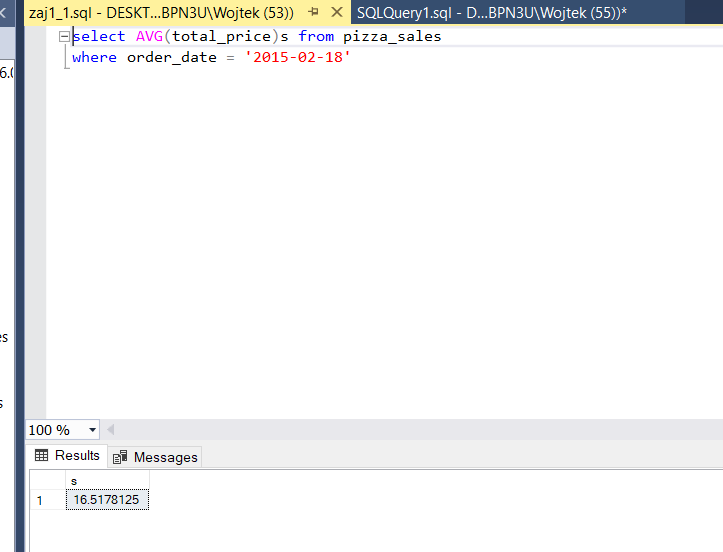 zaj1_1.sql - DESKT...BPN3U\Wojtek (53))
SQLQuery1.sql - D...BPN3U\Wojtek (55))*
6.0
select AVG(total_price)s from pizza_sales
where order_date = '2015-02-18'
es
s
100 %
Results
Messages
s
1
16.5178125